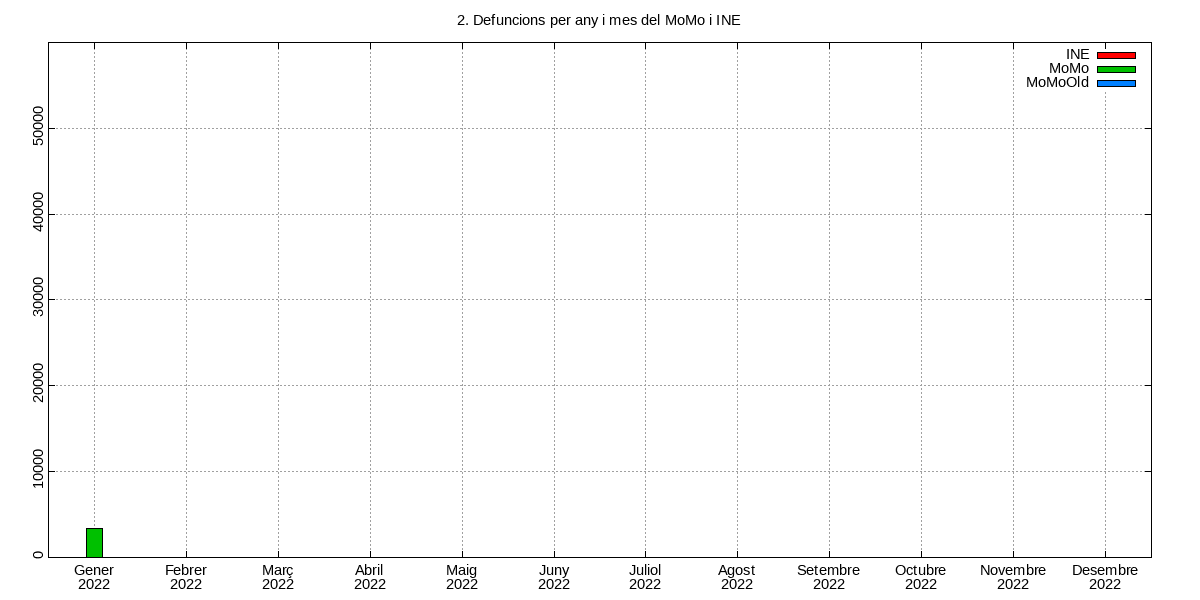 2. Defuncions per any i mes del MoMo i INE
INE
MoMo
MoMoOld
50000
40000
30000
20000
10000
0
Gener Febrer Març Abril Maig Juny Juliol Agost Setembre Octubre Novembre Desembre
2022 2022 2022 2022 2022 2022 2022 2022 2022 2022 2022 2022